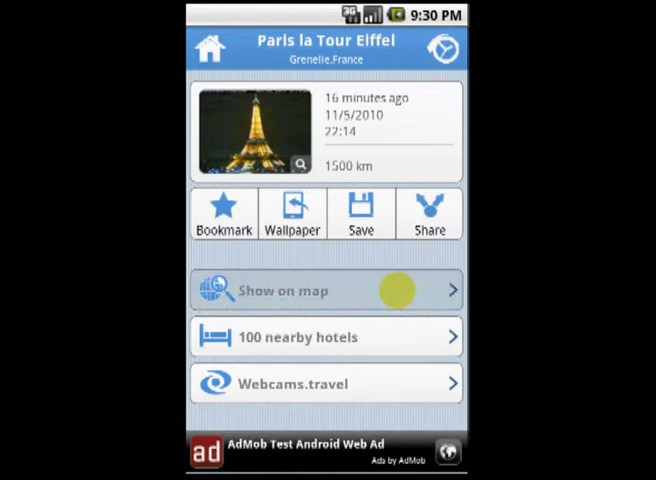 3G
9:30 PM
Paris la Tour Eiffel
Grenelle.France
16 minutes ago
11/5/2010
22:14
1500 km
Bookmark
Wallpaper
Save
Share
Show on map
100 nearby hotels
Webcams.travel
ad
AdMob Test Android Web Ad
Ads by AdMob